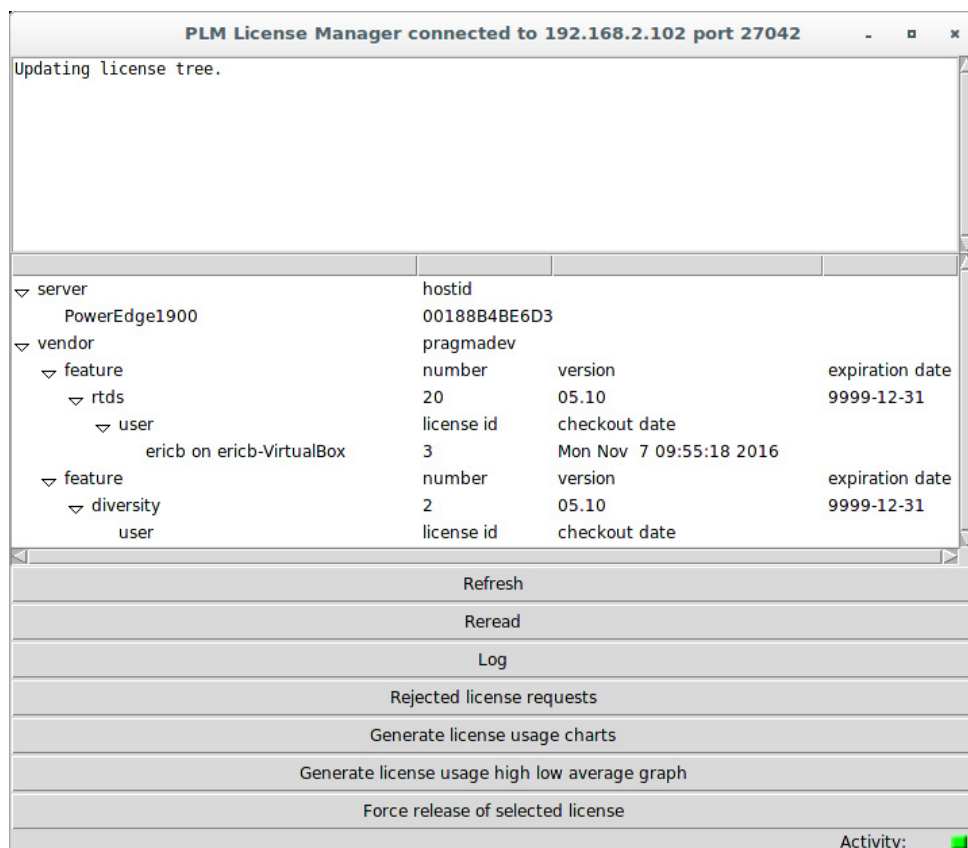 PLM License Manager connected to 192.168.2.102 port 27042
Updating license tree.
server hostid
PowerEdge1900 00188B4BE6D3
vendor pragmadev
feature number version expiration date
rtds 20 05.10 9999-12-31
user license id checkout date
ericb on ericb-VirtualBox 3 Mon Nov  7 09:55:18 2016
feature number version expiration date
diversity 2 05.10 9999-12-31
user license id checkout date
Refresh
Reread
Log
Rejected license requests
Generate license usage charts
Generate license usage high low average graph
Force release of selected license
Activity: